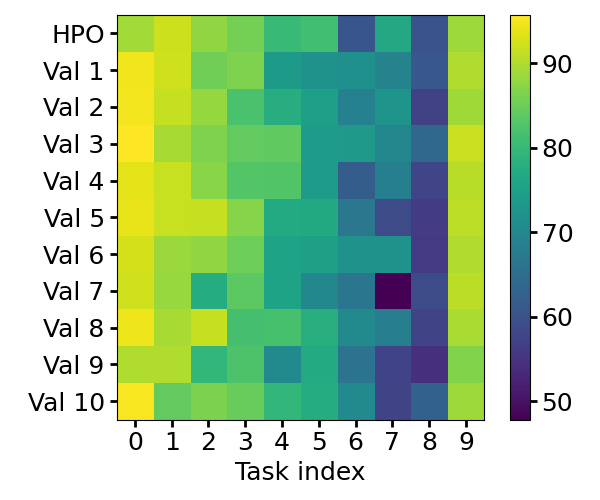 HPO
Val 1
Val 2
Val 3
Val 4
Val 5
Val 6
Val 7
Val 8
Val 9
Val 10
0 1 2 3 4 5 6 7 8 9
Task index
90
80
70
60
50